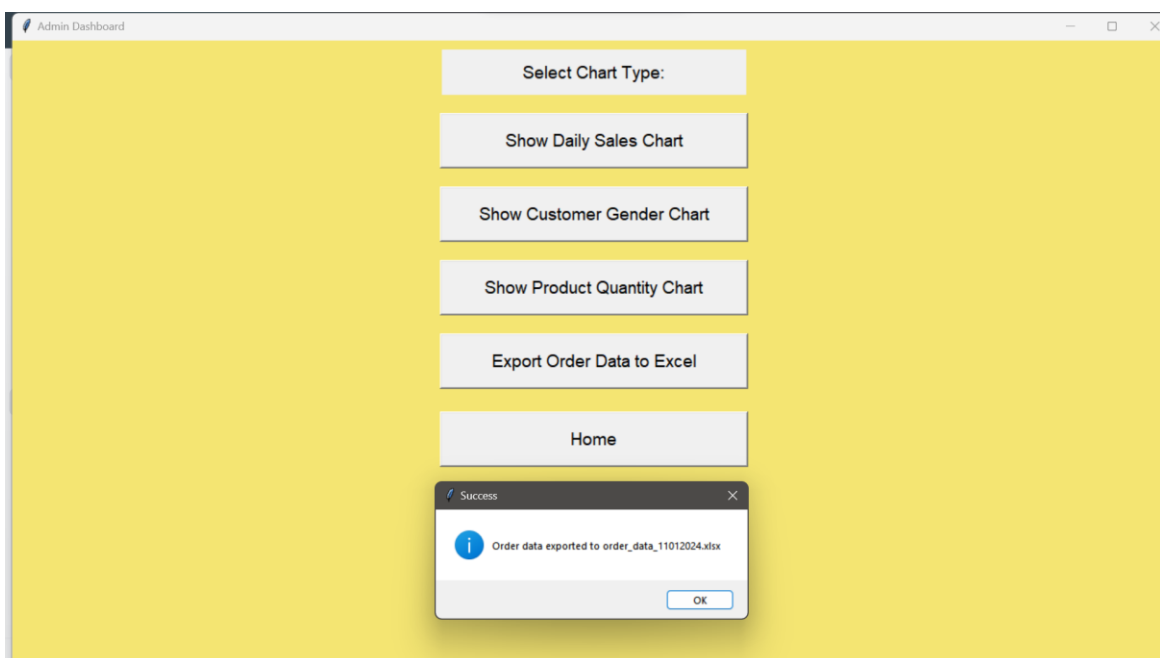 Admin Dashboard
Select Chart Type:
Show Daily Sales Chart
Show Customer Gender Chart
Show Product Quantity Chart
Export Order Data to Excel
Home
Success
Order data exported to order_data_11012024.xlsx
OK